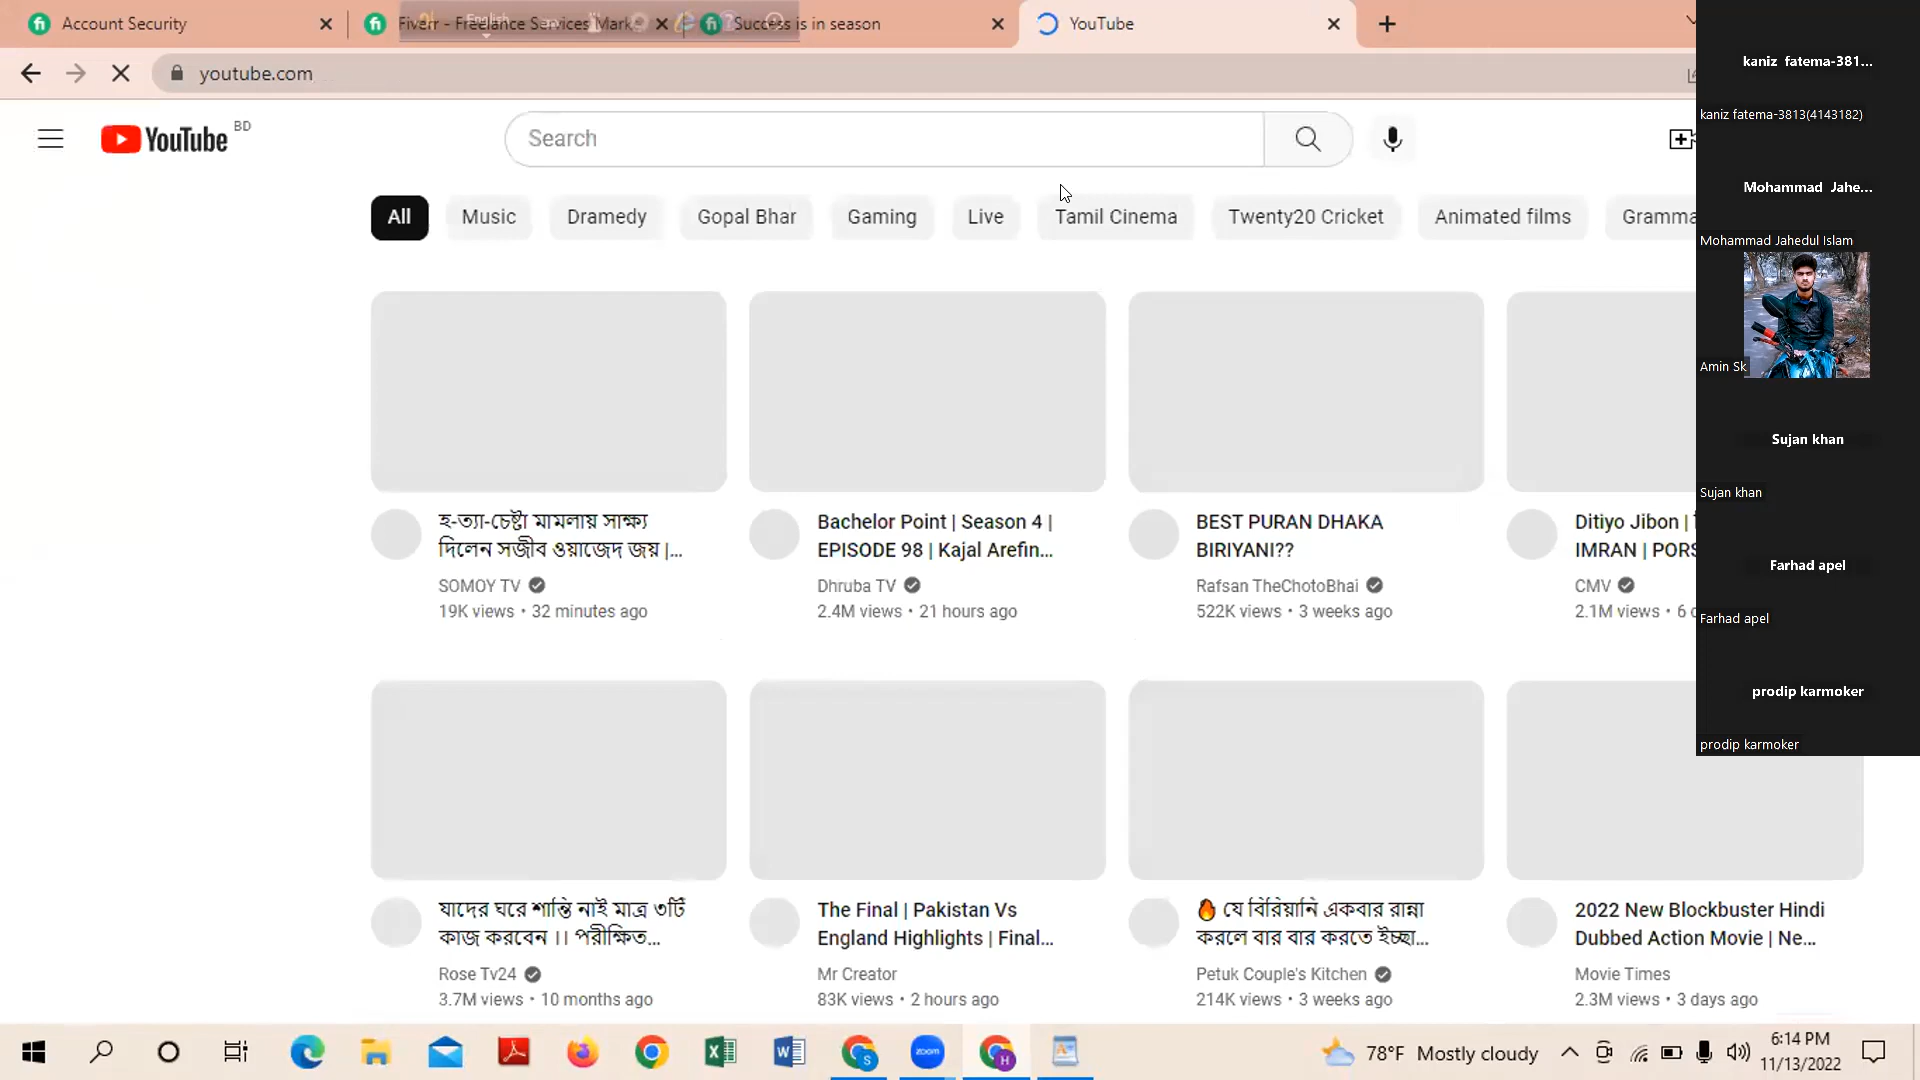 Account Security
Fiverr - Freelance Services Mark
Success is in season
YouTube
youtube.com
YouTube BD
Search
All
Music
Dramedy
Gopal Bhar
Gaming
Live
Tamil Cinema
Twenty20 Cricket
Animated films
Gramma
হ-ত্যা-চেষ্টা মামলায় সাক্ষ্য
দিলেন সজীব ওয়াজেদ জয় |...
SOMOY TV
19K views • 32 minutes ago
Bachelor Point | Season 4 |
EPISODE 98 | Kajal Arefin...
Dhruba TV
2.4M views • 21 hours ago
BEST PURAN DHAKA
BIRIYANI??
Rafsan TheChotoBhai
522K views • 3 weeks ago
Ditiyo Jibon |
IMRAN | PORS
CMV
2.1M views • 6
যাদের ঘরে শান্তি নাই মাত্র ৩টি
কাজ করবেন ।। পরীক্ষিত...
Rose Tv24
3.7M views • 10 months ago
The Final | Pakistan Vs
England Highlights | Final...
Mr Creator
83K views • 2 hours ago
🔥 যে বিরিয়ানি একবার রান্না
করলে বার বার করতে ইচ্ছা...
Petuk Couple's Kitchen
214K views • 3 weeks ago
2022 New Blockbuster Hindi
Dubbed Action Movie | Ne...
Movie Times
2.3M views • 3 days ago
kaniz fatema-381...
kaniz fatema-3813(4143182)
Mohammad Jahe...
Mohammad Jahedul Islam
Amin Sk
Sujan khan
Sujan khan
Farhad apel
Farhad apel
prodip karmoker
prodip karmoker
zoom
78°F Mostly cloudy
6:14 PM
11/13/2022